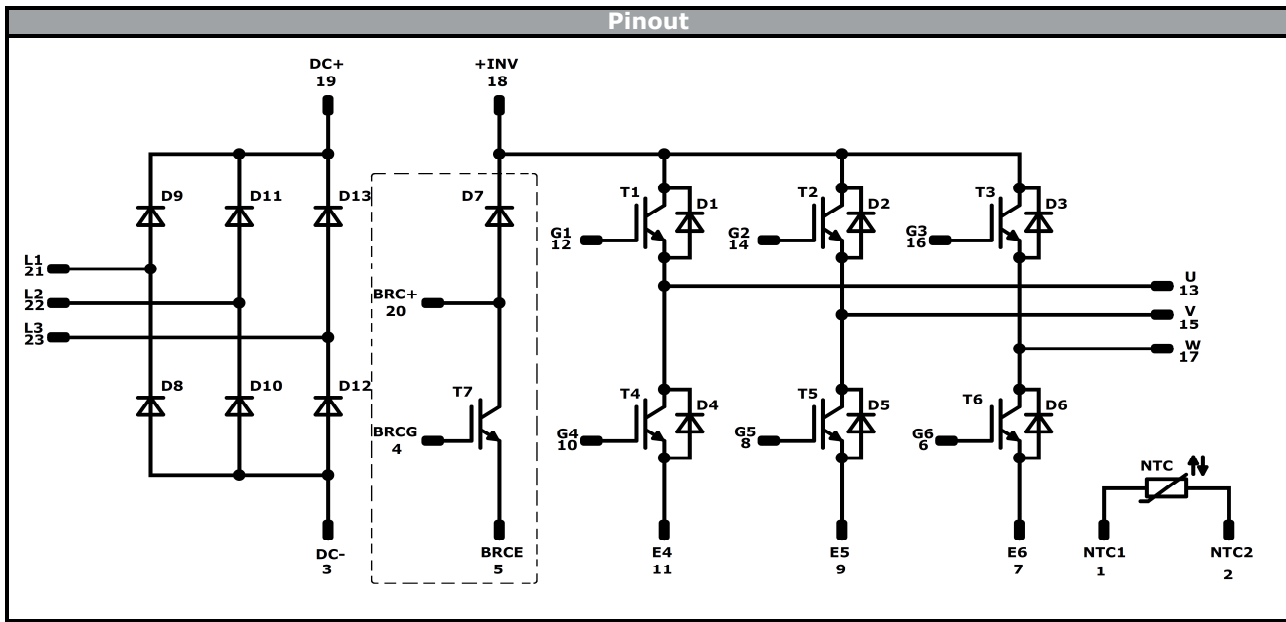 Pinout
DC+
19
+INV
18
D9
D11
D13
D7
T1
D1
T2
D2
T3
D3
G1
12
G2
14
G3
16
L1
21
L2
22
L3
23
BRC+
20
U
13
V
15
W
17
D8
D10
D12
T7
T4
D4
T5
D5
T6
D6
BRCG
4
G4
10
G5
8
G6
6
NTC
DC-
3
BRCE
5
E4
11
E5
9
E6
7
NTC1
1
NTC2
2